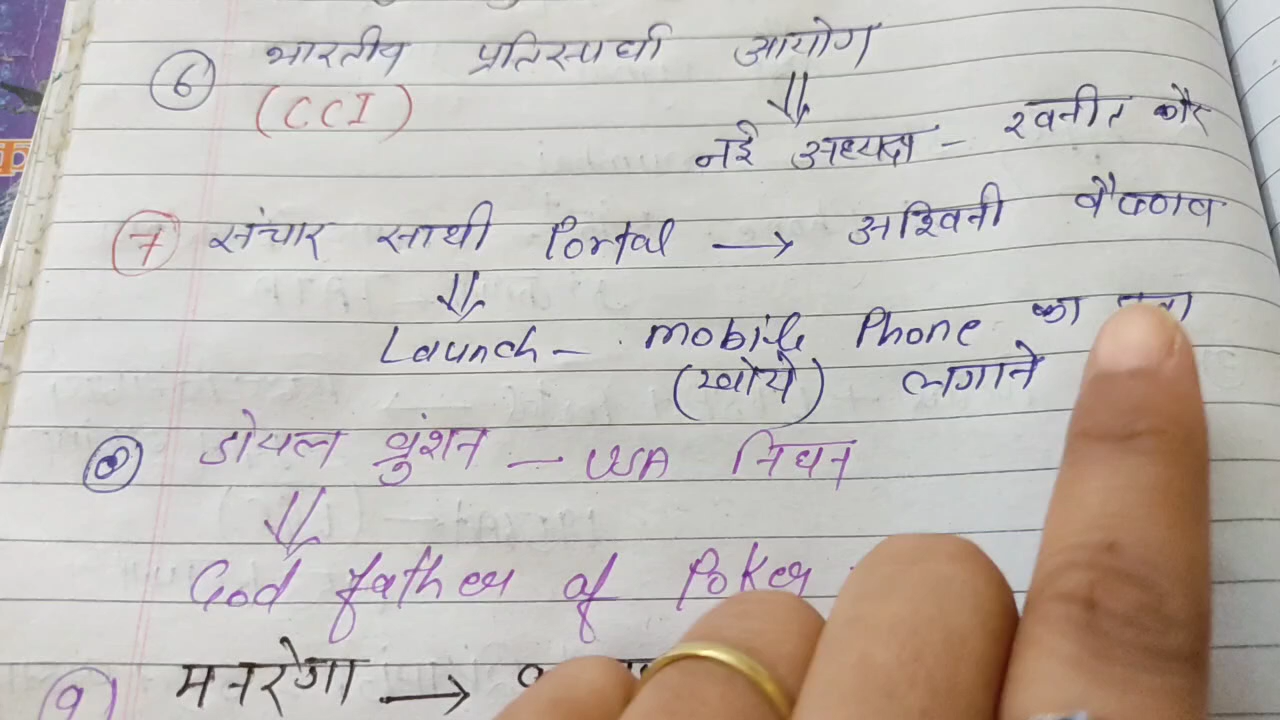 6 भारतीय प्रतिस्पर्धा आयोग
(CCI)
नई अध्यक्ष - रवनीत कौर
7 संचार साथी Portal → अश्विनी वैष्णव
Launch - mobile Phone का
(खोये) लगाने
8 डोयल ब्रुंशन - USA निधन
God father of Poker
9 मनरेगा →